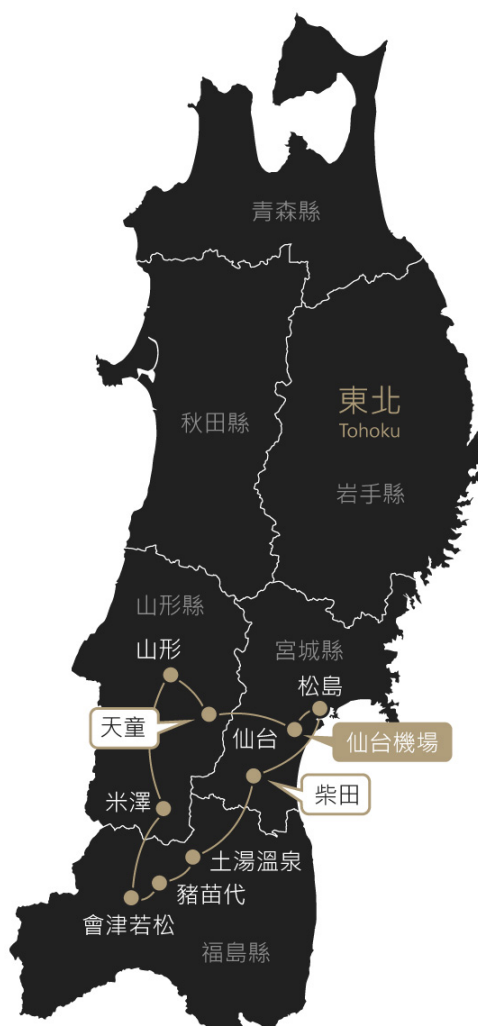 青森縣
東北
Tohoku
秋田縣
岩手縣
山形縣
宮城縣
山形
松島
天童
仙台
仙台機場
米澤
柴田
土湯溫泉
豬苗代
會津若松
福島縣